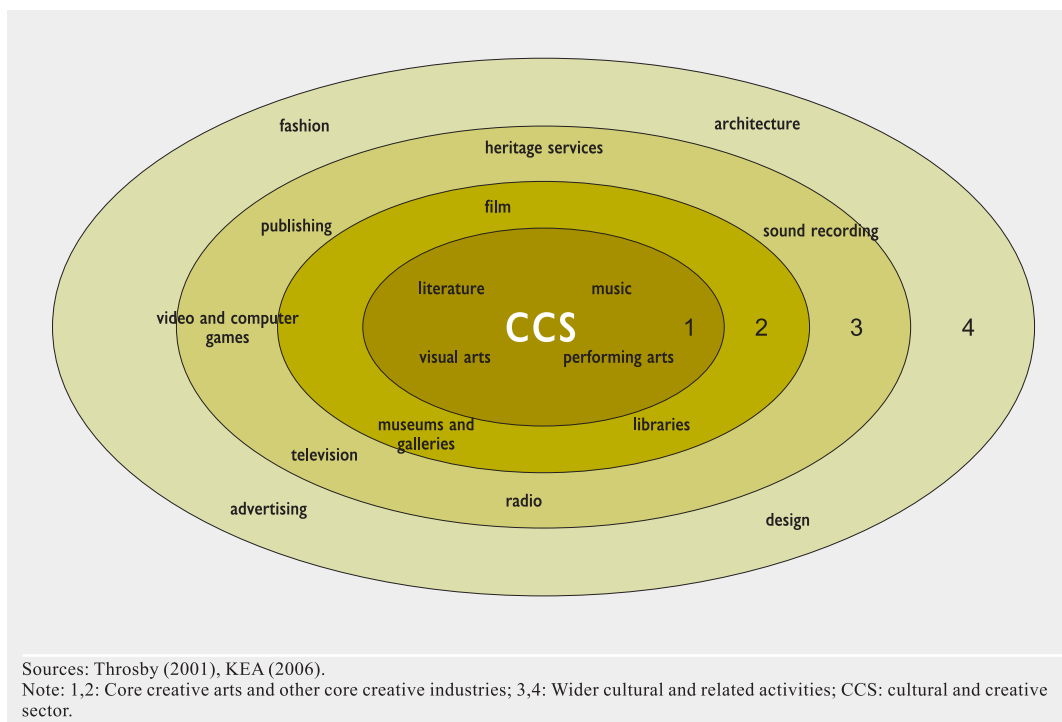 fashion
architecture
heritage services
film
publishing
sound recording
literature
music
video and computer
games
CCS
1
2
3
4
visual arts
performing arts
museums and
galleries
libraries
television
radio
advertising
design
Sources: Throsby (2001), KEA (2006).
Note: 1,2: Core creative arts and other core creative industries; 3,4: Wider cultural and related activities; CCS: cultural and creative
sector.